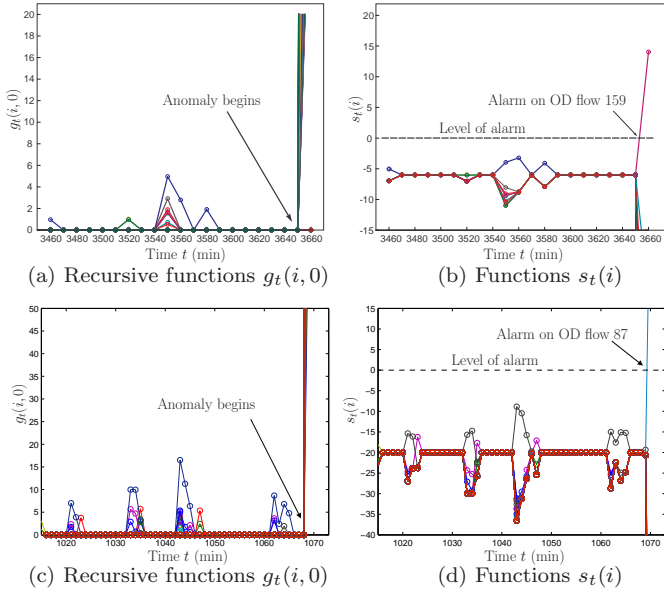 20
18
16
14
12
10
8
6
4
2
0
g_t(i, 0)
Anomaly begins
3460 3480 3500 3520 3540 3560 3580 3600 3620 3640 3660
Time t (min)
(a) Recursive functions g_t(i, 0)
20
15
10
5
0
-5
-10
-15
s_t(i)
Alarm on OD flow 159
Level of alarm
3460 3480 3500 3520 3540 3560 3580 3600 3620 3640 3660
Time t (min)
(b) Functions s_t(i)
50
45
40
35
30
25
20
15
10
5
0
g_t(i, 0)
Anomaly begins
1020 1030 1040 1050 1060 1070
Time t (min)
(c) Recursive functions g_t(i, 0)
15
10
5
0
-5
-10
-15
-20
-25
-30
-35
-40
s_t(i)
Alarm on OD flow 87
Level of alarm
1020 1030 1040 1050 1060 1070
Time t (min)
(d) Functions s_t(i)